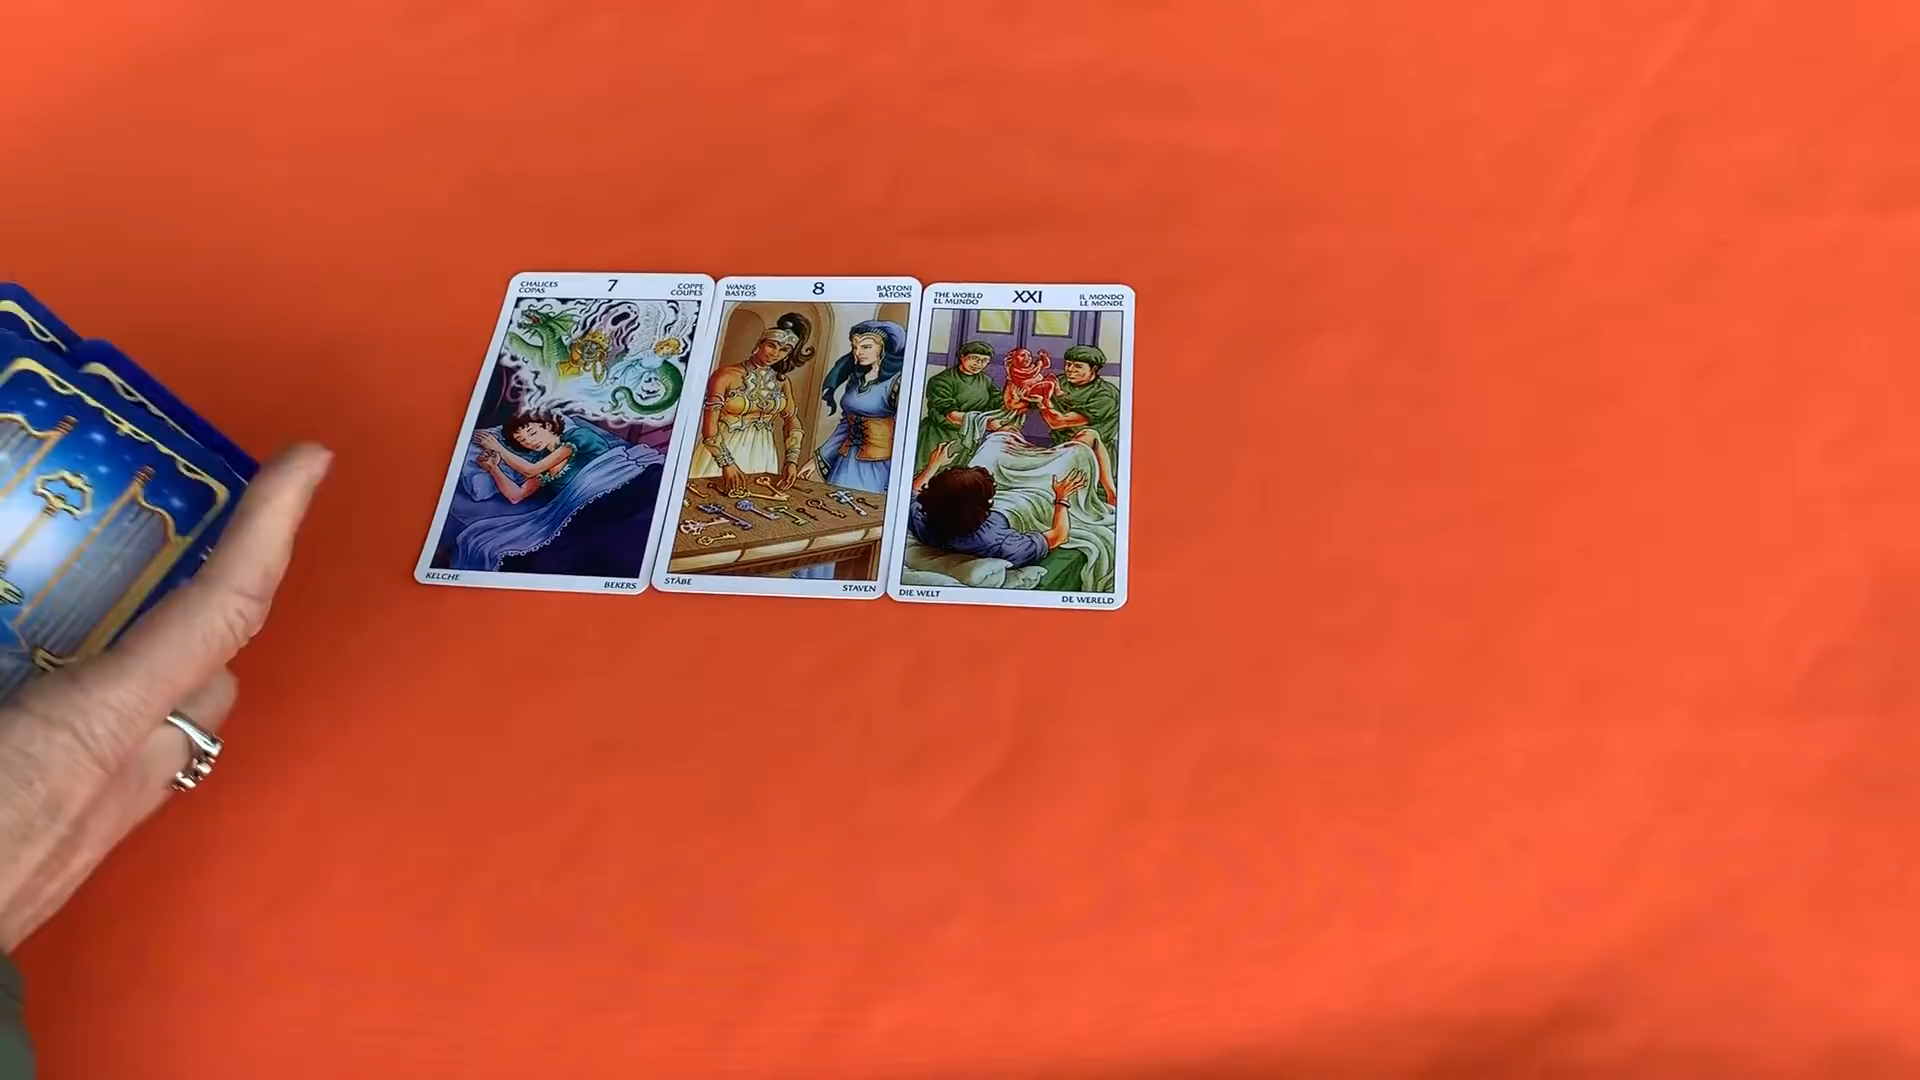 CHALICES 7 COPPE
COPAS COUPES
KELCHE BEKERS
WANDS 8 BASTONI
BASTOS BÂTONS
STÄBE STAVEN
THE WORLD XXI IL MONDO
EL MUNDO LE MONDE
DIE WELT DE WERELD